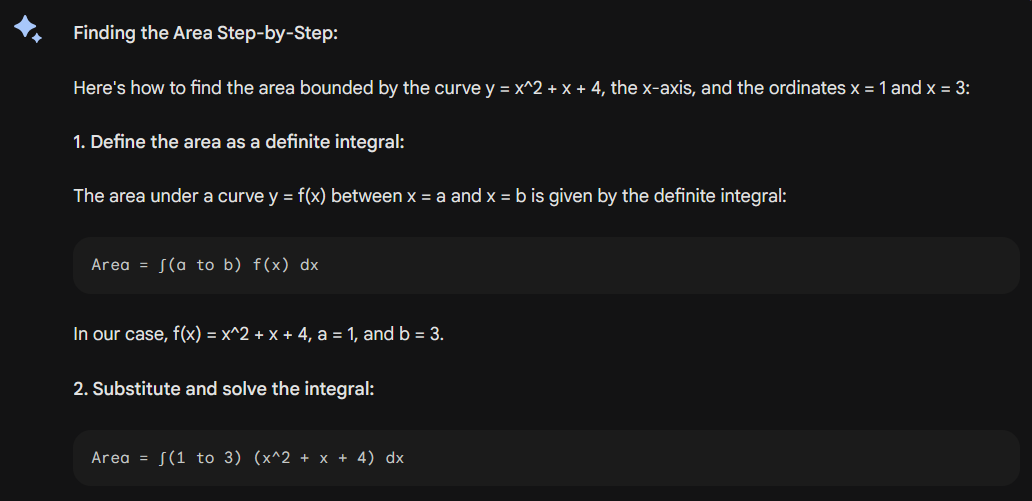 Finding the Area Step-by-Step:
Here's how to find the area bounded by the curve y = x^2 + x + 4, the x-axis, and the ordinates x = 1 and x = 3:
1. Define the area as a definite integral:
The area under a curve y = f(x) between x = a and x = b is given by the definite integral:
Area = ∫(a to b) f(x) dx
In our case, f(x) = x^2 + x + 4, a = 1, and b = 3.
2. Substitute and solve the integral:
Area = ∫(1 to 3) (x^2 + x + 4) dx